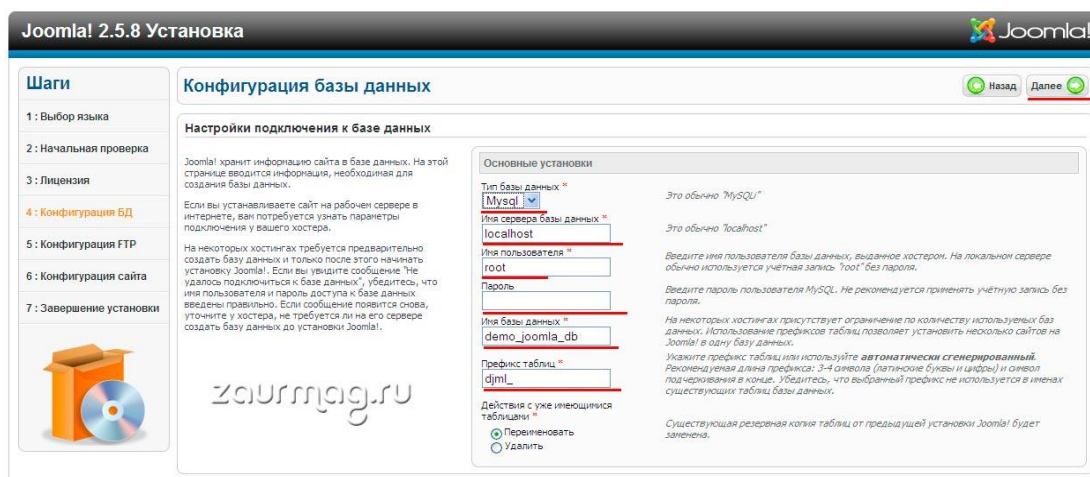 Joomla! 2.5.8 Установка
Joomla!
Шаги
1 : Выбор языка
2 : Начальная проверка
3 : Лицензия
4 : Конфигурация БД
5 : Конфигурация FTP
6 : Конфигурация сайта
7 : Завершение установки
Конфигурация базы данных
Назад
Далее
Настройки подключения к базе данных
Joomla! хранит информацию сайта в базе данных. На этой
странице вводится информация, необходимая для
создания базы данных.
Если вы устанавливаете сайт на рабочем сервере в
интернете, вам потребуется узнать параметры
подключения у вашего хостера.
На некоторых хостингах требуется предварительно
создать базу данных и только после этого начинать
установку Joomla!. Если вы увидите сообщение "Не
удалось подключиться к базе данных", убедитесь, что
имя пользователя и пароль доступа к базе данных
введены правильно. Если сообщение появится снова,
уточните у хостера, не требуется ли на его сервере
создать базу данных до установки Joomla!.
zaurmag.ru
Основные установки
Тип базы данных *
Mysql
Это обычно "MySQLi"
Имя сервера базы данных *
localhost
Это обычно "localhost"
Имя пользователя *
root
Введите имя пользователя базы данных, выданное хостером. На локальном сервере
обычно используется учётная запись "root" без пароля.
Пароль
Введите пароль пользователя MySQL. Не рекомендуется применять учётную запись без
пароля.
Имя базы данных *
demo_joomla_db
На некоторых хостингах присутствует ограничение по количеству используемых баз
данных. Использование префиксов таблиц позволяет установить несколько сайтов на
Joomla! в одну базу данных.
Префикс таблиц *
djml_
Укажите префикс таблиц или используйте автоматически сгенерированный.
Рекомендуемая длина префикса: 3-4 символа (латинские буквы и цифры) и символ
подчеркивания в конце. Убедитесь, что выбранный префикс не используется в именах
существующих таблиц базы данных.
Действия с уже имеющимися
таблицами *
Переименовать
Удалить
Существующая резервная копия таблиц от предыдущей установки Joomla! будет
заменена.